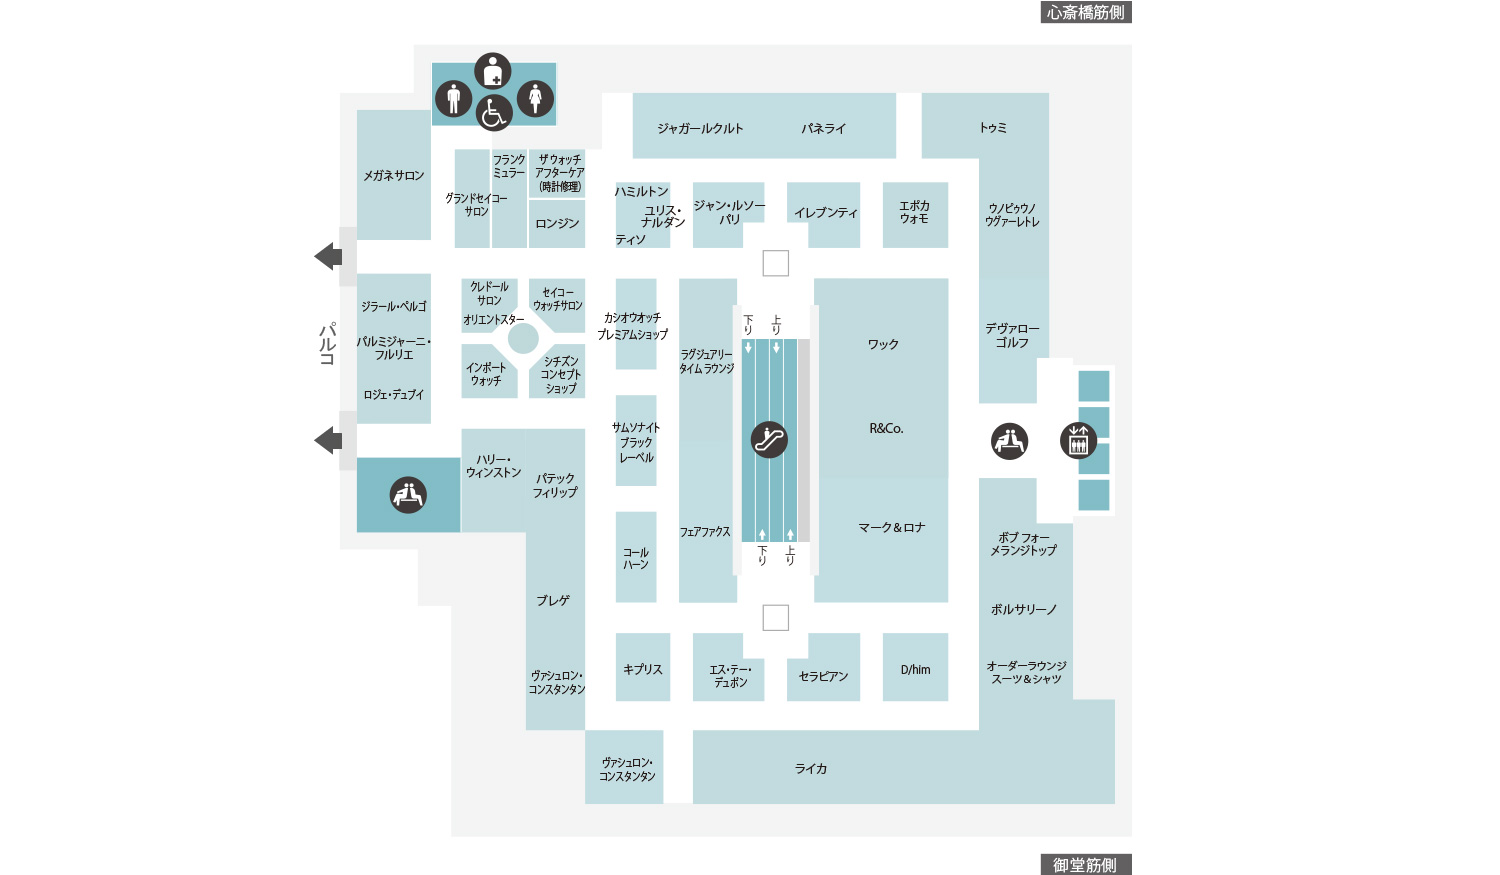 心斎橋筋側
ジャガールクルト
パネライ
トゥミ
メガネサロン
フランク
ミュラー
ザ ウォッチ
アフターケア
(時計修理)
グランドセイコー
サロン
ロンジン
ハミルトン
ユリス・
ナルダン
ティソ
ジャン・ルソー
パリ
イレブンティ
エポカ
ウォモ
ウノピゥウノ
ウグァーレトレ
ジラール・ペルゴ
パルミジャーニ・
フルリエ
ロジェ・デュブイ
パルコ
クレドール
サロン
オリエントスター
セイコー
ウォッチサロン
インポート
ウォッチ
シチズン
コンセプト
ショップ
カシオウオッチ
プレミアムショップ
ラグジュアリー
タイム ラウンジ
下り
上り
ワック
デヴァロー
ゴルフ
サムソナイト
ブラック
レーベル
R&Co.
ハリー・
ウィンストン
パテック
フィリップ
フェアファクス
マーク＆ロナ
コール
ハーン
下り
上り
ボブ フォー
メランジトップ
ブレゲ
ボルサリーノ
キプリス
エス・テー・
デュポン
セラピアン
D/him
オーダーラウンジ
スーツ＆シャツ
ヴァシュロン・
コンスタンタン
ヴァシュロン・
コンスタンタン
ライカ
御堂筋側